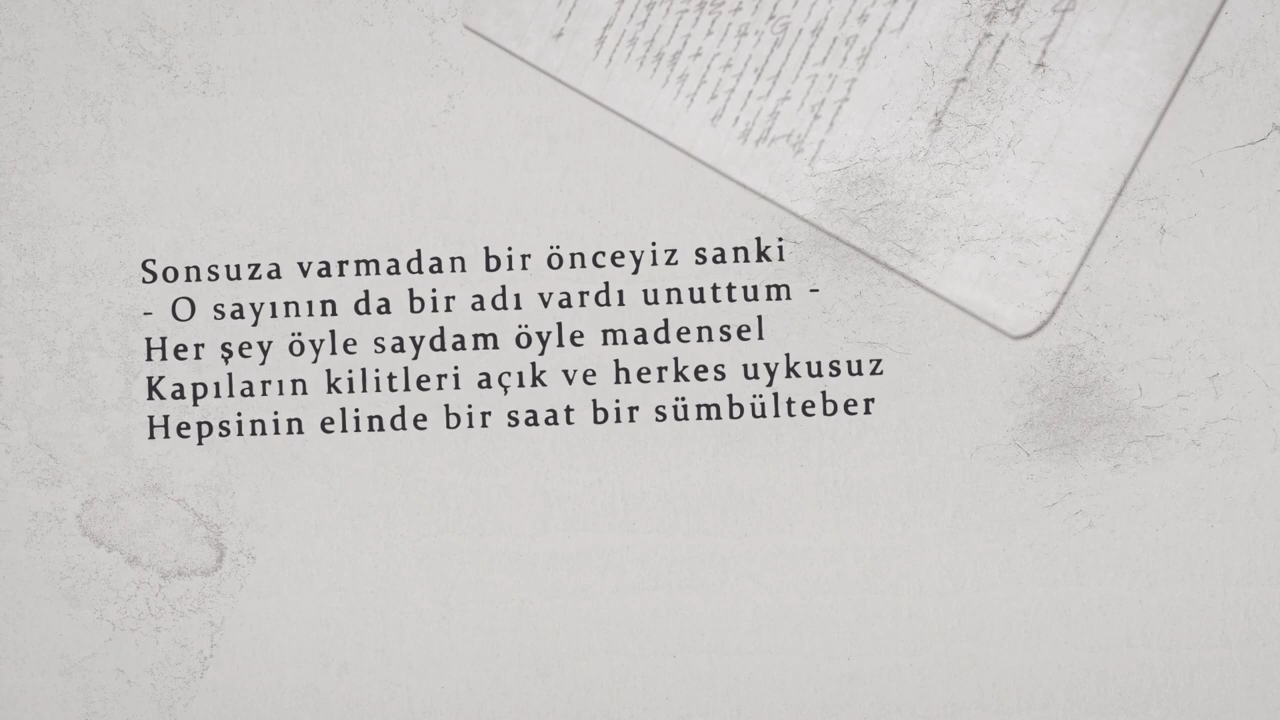 Sonsuza varmadan bir önceyiz sanki
- O sayının da bir adı vardı unuttum -
Her şey öyle saydam öyle madensel
Kapıların kilitleri açık ve herkes uykusuz
Hepsinin elinde bir saat bir sümbülteber